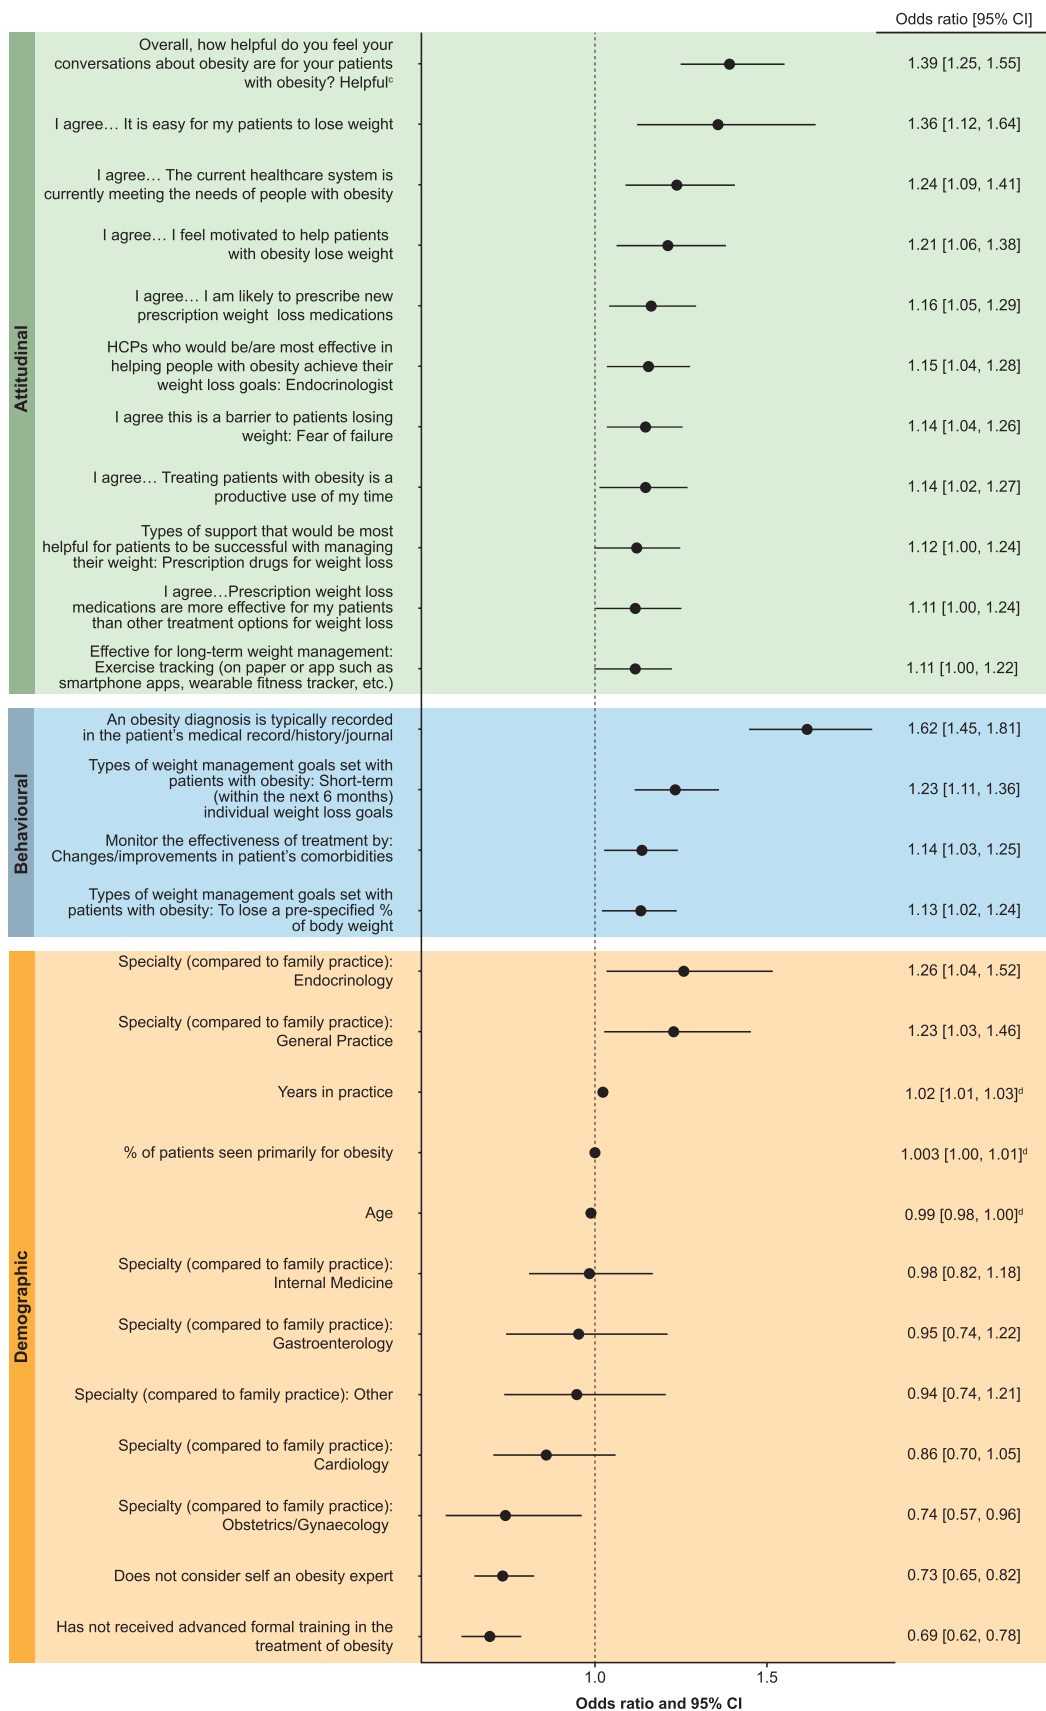 Odds ratio [95% CI]
Attitudinal
Overall, how helpful do you feel your
conversations about obesity are for your patients
with obesity? Helpfulᶜ
1.39 [1.25, 1.55]
I agree… It is easy for my patients to lose weight
1.36 [1.12, 1.64]
I agree… The current healthcare system is
currently meeting the needs of people with obesity
1.24 [1.09, 1.41]
I agree… I feel motivated to help patients
with obesity lose weight
1.21 [1.06, 1.38]
I agree… I am likely to prescribe new
prescription weight loss medications
1.16 [1.05, 1.29]
HCPs who would be/are most effective in
helping people with obesity achieve their
weight loss goals: Endocrinologist
1.15 [1.04, 1.28]
I agree this is a barrier to patients losing
weight: Fear of failure
1.14 [1.04, 1.26]
I agree… Treating patients with obesity is a
productive use of my time
1.14 [1.02, 1.27]
Types of support that would be most
helpful for patients to be successful with managing
their weight: Prescription drugs for weight loss
1.12 [1.00, 1.24]
I agree…Prescription weight loss
medications are more effective for my patients
than other treatment options for weight loss
1.11 [1.00, 1.24]
Effective for long-term weight management:
Exercise tracking (on paper or app such as
smartphone apps, wearable fitness tracker, etc.)
1.11 [1.00, 1.22]
Behavioural
An obesity diagnosis is typically recorded
in the patient's medical record/history/journal
1.62 [1.45, 1.81]
Types of weight management goals set with
patients with obesity: Short-term
(within the next 6 months)
individual weight loss goals
1.23 [1.11, 1.36]
Monitor the effectiveness of treatment by:
Changes/improvements in patient's comorbidities
1.14 [1.03, 1.25]
Types of weight management goals set with
patients with obesity: To lose a pre-specified %
of body weight
1.13 [1.02, 1.24]
Demographic
Specialty (compared to family practice):
Endocrinology
1.26 [1.04, 1.52]
Specialty (compared to family practice):
General Practice
1.23 [1.03, 1.46]
Years in practice
1.02 [1.01, 1.03]ᵈ
% of patients seen primarily for obesity
1.003 [1.00, 1.01]ᵈ
Age
0.99 [0.98, 1.00]ᵈ
Specialty (compared to family practice):
Internal Medicine
0.98 [0.82, 1.18]
Specialty (compared to family practice):
Gastroenterology
0.95 [0.74, 1.22]
Specialty (compared to family practice): Other
0.94 [0.74, 1.21]
Specialty (compared to family practice):
Cardiology
0.86 [0.70, 1.05]
Specialty (compared to family practice):
Obstetrics/Gynaecology
0.74 [0.57, 0.96]
Does not consider self an obesity expert
0.73 [0.65, 0.82]
Has not received advanced formal training in the
treatment of obesity
0.69 [0.62, 0.78]
1.0 1.5
Odds ratio and 95% CI